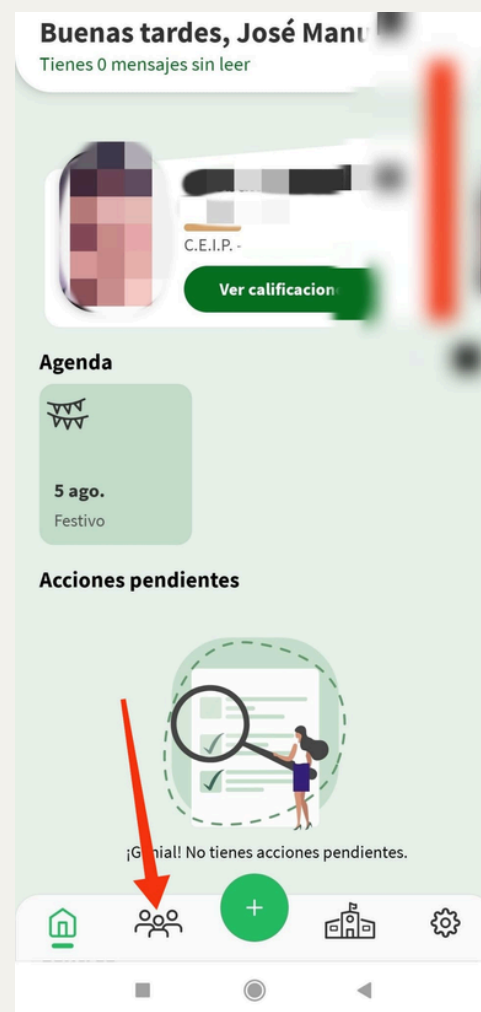 Buenas tardes, José Manu
Tienes 0 mensajes sin leer
C.E.I.P. -
Ver calificacion
Agenda
5 ago.
Festivo
Acciones pendientes
¡Genial! No tienes acciones pendientes.